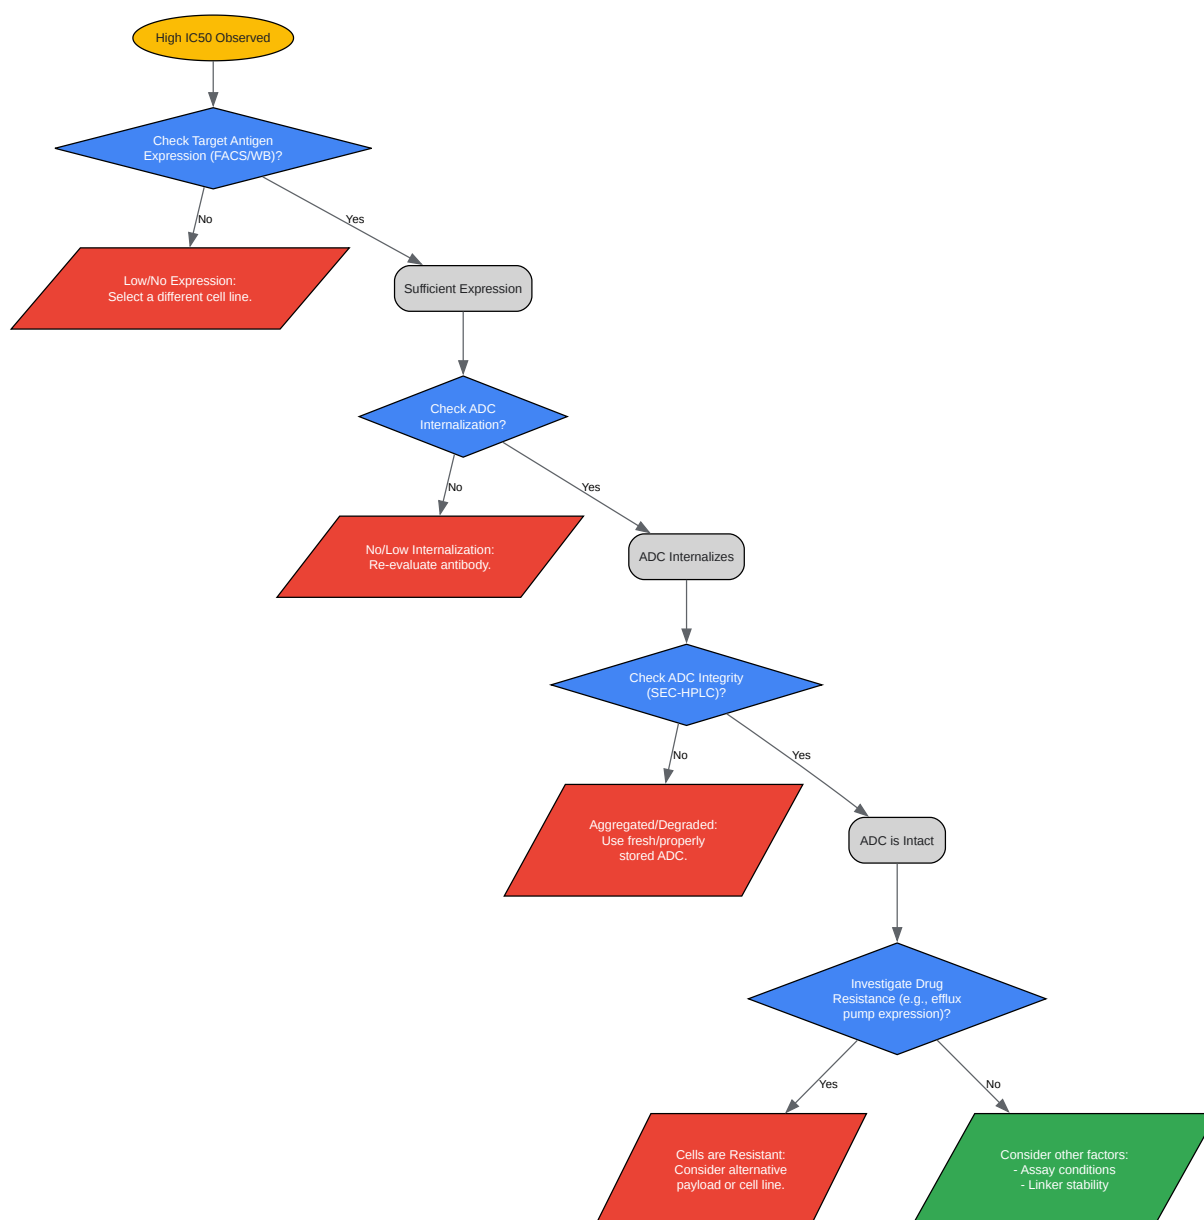 High IC50 Observed
Check Target Antigen
Expression (FACS/WB)?
No
Yes
Low/No Expression:
Select a different cell line.
Sufficient Expression
Check ADC
Internalization?
No
Yes
No/Low Internalization:
Re-evaluate antibody.
ADC Internalizes
Check ADC Integrity
(SEC-HPLC)?
No
Yes
Aggregated/Degraded:
Use fresh/properly
stored ADC.
ADC is Intact
Investigate Drug
Resistance (e.g., efflux
pump expression)?
Yes
No
Cells are Resistant:
Consider alternative
payload or cell line.
Consider other factors:
- Assay conditions
- Linker stability